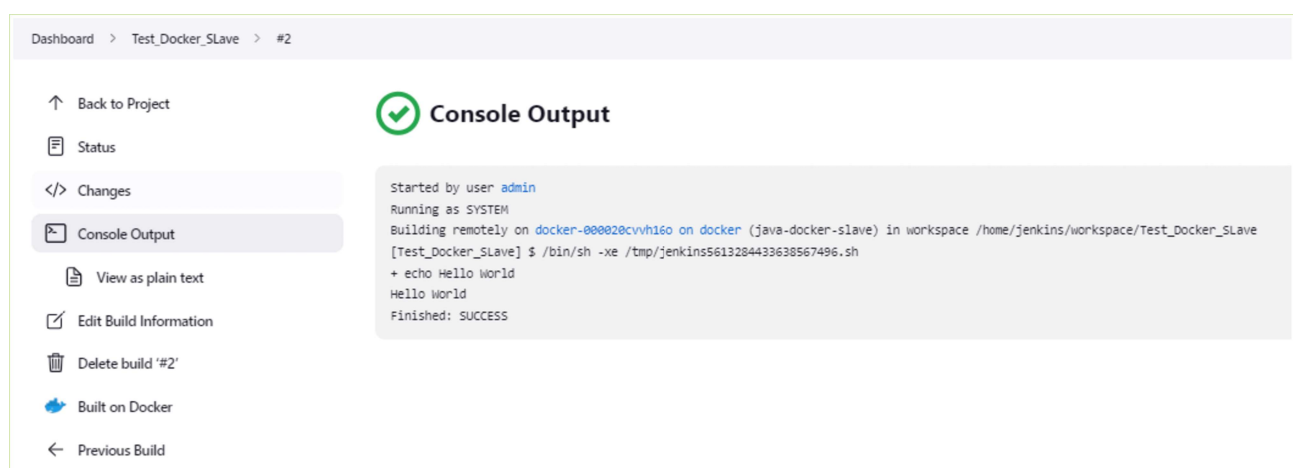 Dashboard > Test_Docker_SLave > #2
Back to Project
Status
</> Changes
Console Output
View as plain text
Edit Build Information
Delete build '#2'
Built on Docker
Previous Build
Console Output
Started by user admin
Running as SYSTEM
Building remotely on docker-000020cvvh16o on docker (java-docker-slave) in workspace /home/jenkins/workspace/Test_Docker_SLave
[Test_Docker_SLave] $ /bin/sh -xe /tmp/jenkins5613284433638567496.sh
+ echo Hello World
Hello World
Finished: SUCCESS